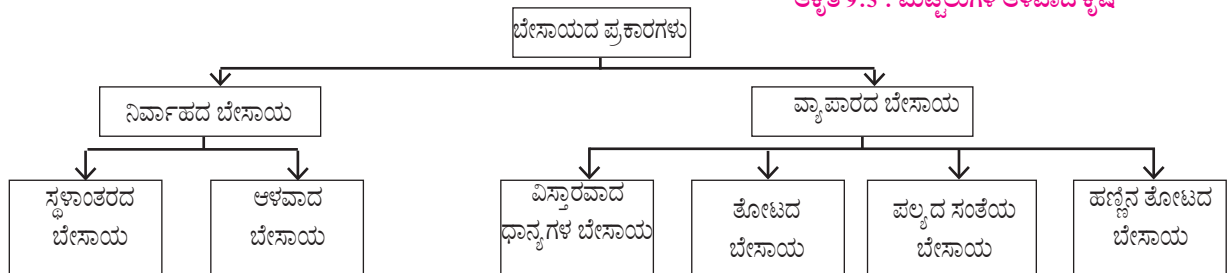 ಬೇಸಾಯದ ಪ್ರಕಾರಗಳು
ನಿರ್ವಾಹದ ಬೇಸಾಯ
ವ್ಯಾಪಾರದ ಬೇಸಾಯ
ಸ್ಥಳಾಂತರದ
ಬೇಸಾಯ
ಆಳವಾದ
ಬೇಸಾಯ
ವಿಸ್ತಾರವಾದ
ಧಾನ್ಯಗಳ ಬೇಸಾಯ
ತೋಟದ
ಬೇಸಾಯ
ಪಲ್ಯದ ಸಂತೆಯ
ಬೇಸಾಯ
ಹಣ್ಣಿನ ತೋಟದ
ಬೇಸಾಯ